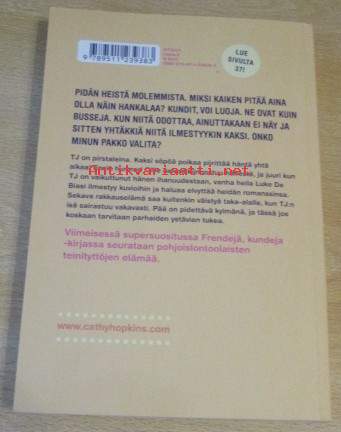 9 789511 239383
LUE
SIVULTA
37!
PIDÄN HEISTÄ MOLEMMISTA. MIKSI KAIKEN PITÄÄ AINA
OLLA NÄIN HANKALAA? KUNDIT, VOI LUOJA. NE OVAT KUIN
BUSSEJA. KUN NIITÄ ODOTTAA, AINUTTAKAAN EI NÄY JA
SITTEN YHTÄKKIÄ NIITÄ ILMESTYYKIN KAKSI. ONKO
MINUN PAKKO VALITA?
TJ on pirstaleina. Kaksi söpöä poikaa piirittää häntä yhtä
Antikvariaatti.net
TJ on vaikuttunut hänen ihanuudestaan, vanha heila Luke De
Biasi ilmestyy kuvioihin ja haluaa elvyttää heidän romanssinsa.
Sekava rakkauselämä saa kuitenkin väistyä taka-alalle, kun TJ:n
isä sairastuu vakavasti. Pää on pideltävä kylmänä, ja tässä jos
koskaan tarvitaan parhaiden ystävien tukea.
Viimeisessä supersuositussa Frendejä, kundeja
-kirjassa seurataan pohjoislontoolaisten
teinityttöjen elämää.
www.cathyhopkins.com